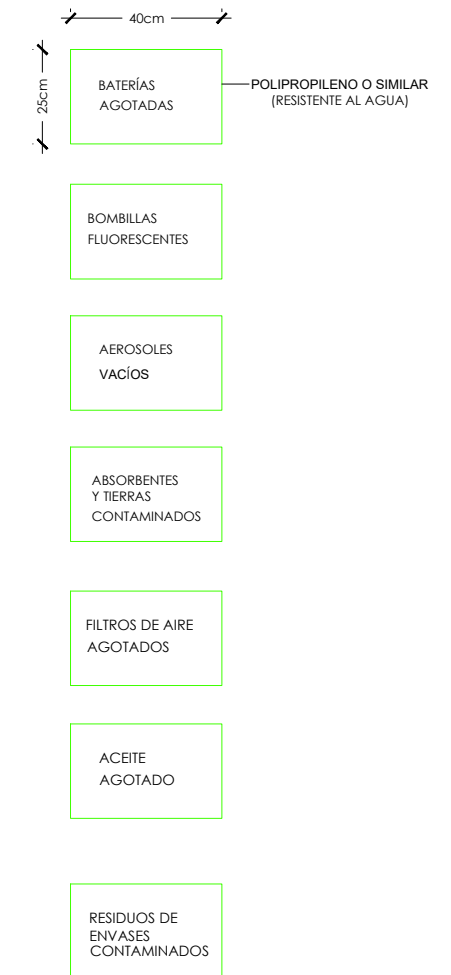 40cm
25cm
BATERÍAS
AGOTADAS
POLIPROPILENO O SIMILAR
(RESISTENTE AL AGUA)
BOMBILLAS
FLUORESCENTES
AEROSOLES
VACÍOS
ABSORBENTES
Y TIERRAS
CONTAMINADOS
FILTROS DE AIRE
AGOTADOS
ACEITE
AGOTADO
RESIDUOS DE
ENVASES
CONTAMINADOS